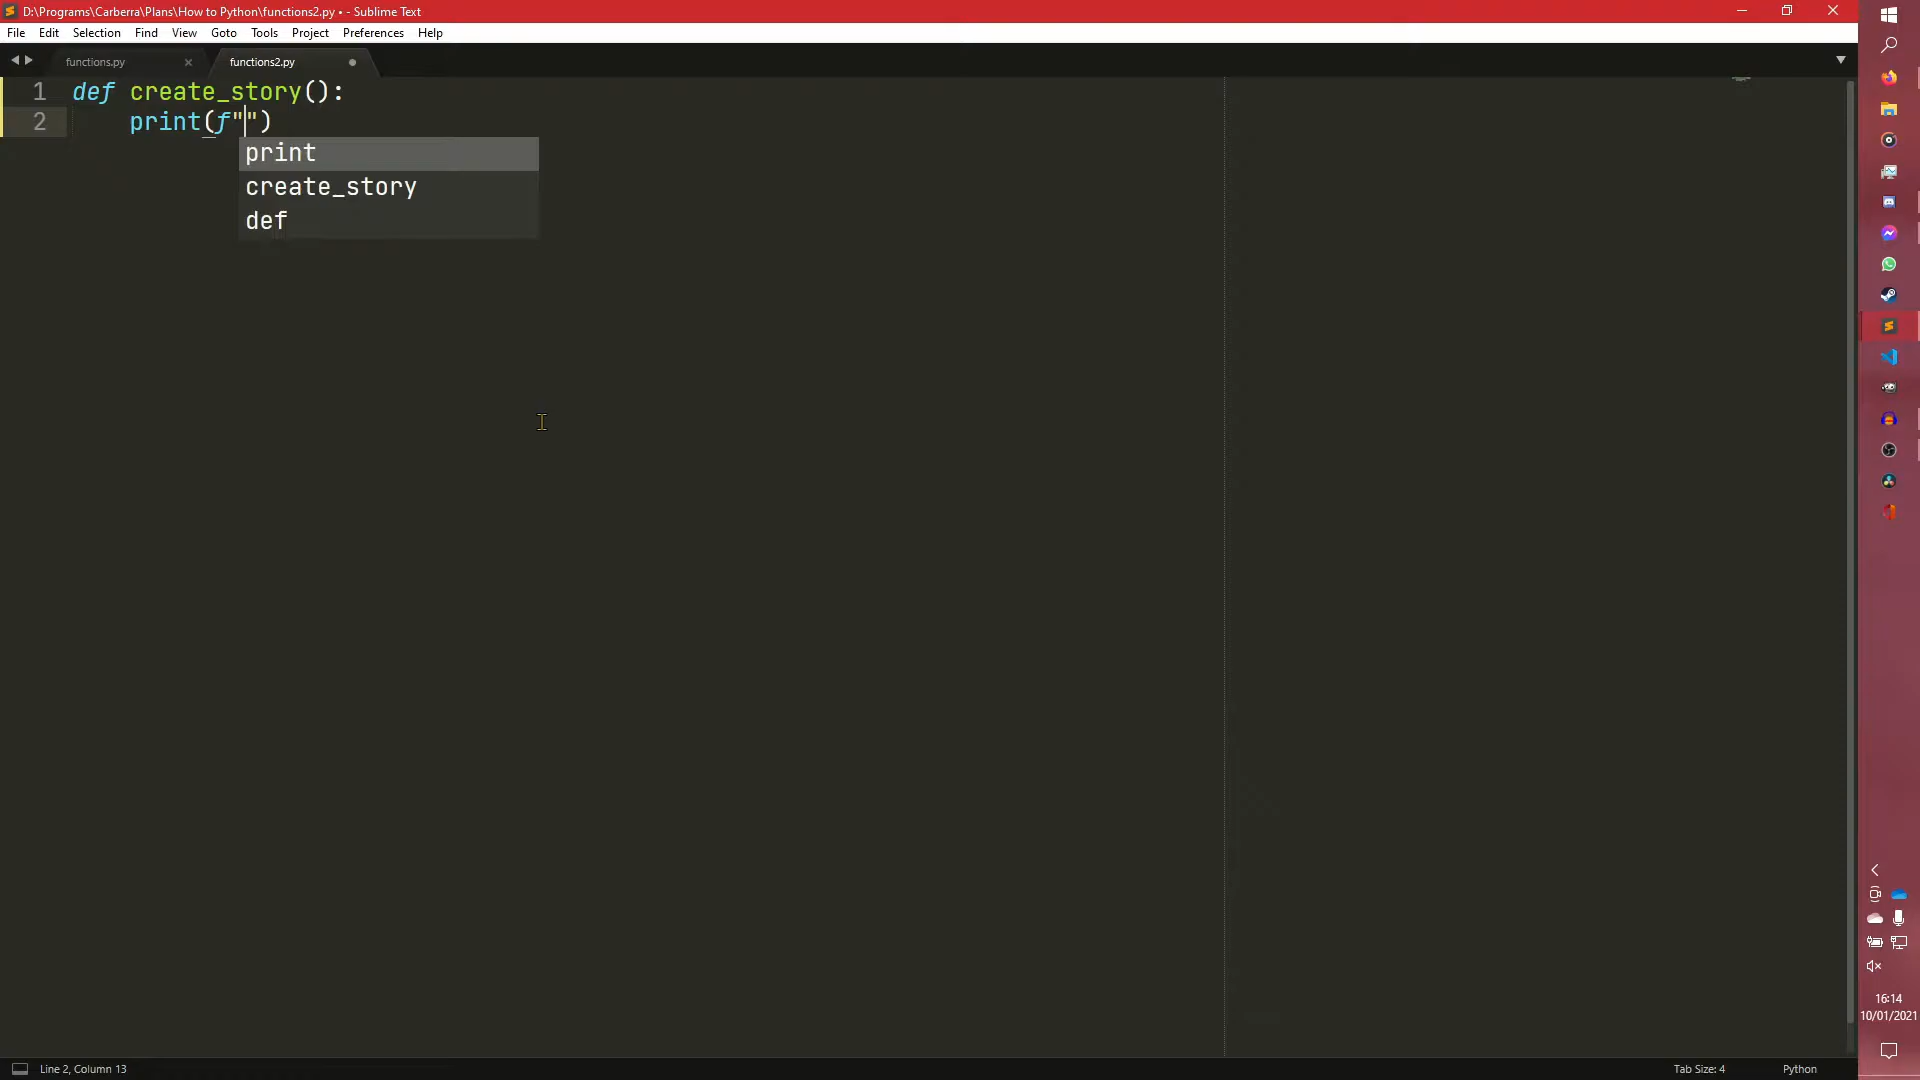 D:\Programs\Carberra\Plans\How to Python\functions2.py • - Sublime Text
File Edit Selection Find View Goto Tools Project Preferences Help
functions.py functions2.py
1 def create_story():
2 print(f"")
print
create_story
def
16:14
10/01/2021
Line 2, Column 13 Tab Size: 4 Python